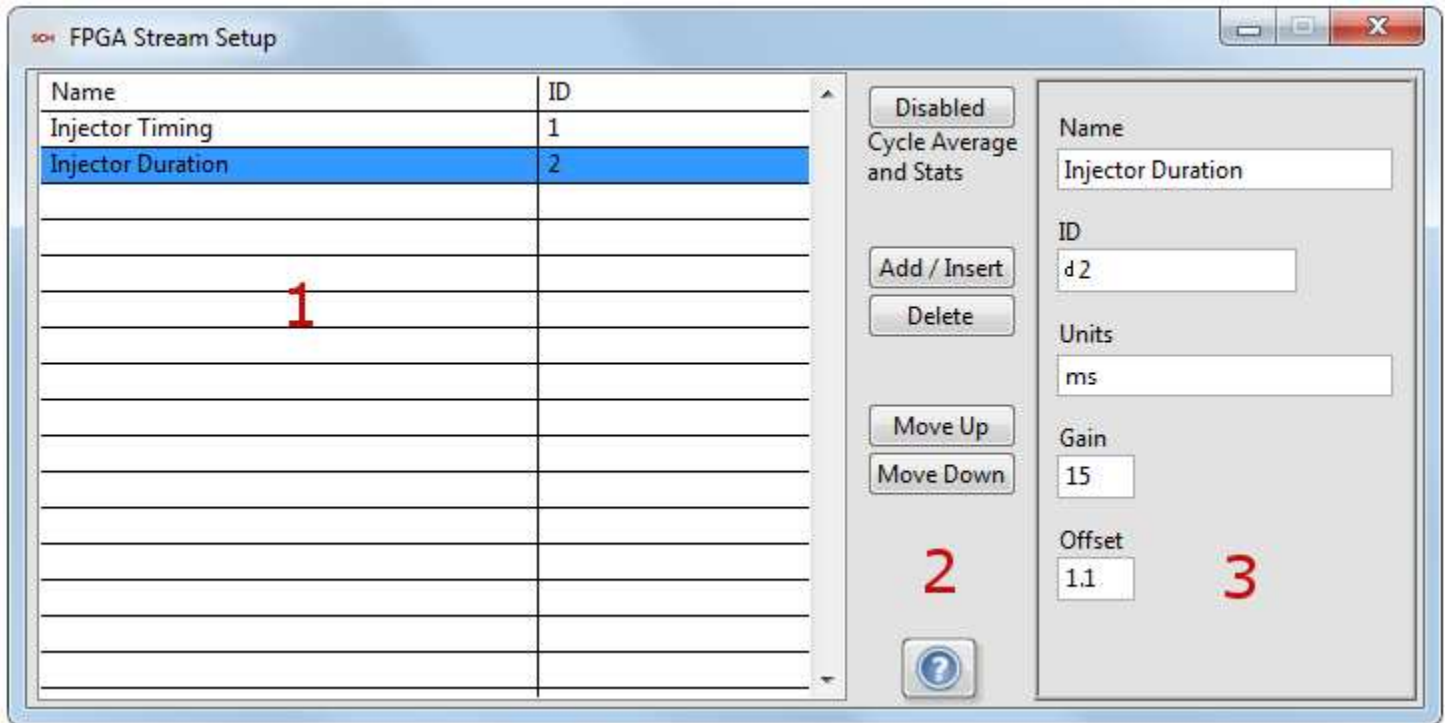 SCM FPGA Stream Setup
Name ID
Injector Timing 1
Injector Duration 2
1
Disabled
Cycle Average
and Stats
Add / Insert
Delete
Move Up
Move Down
2
?
Name
Injector Duration
ID
d 2
Units
ms
Gain
15
Offset
1.1
3